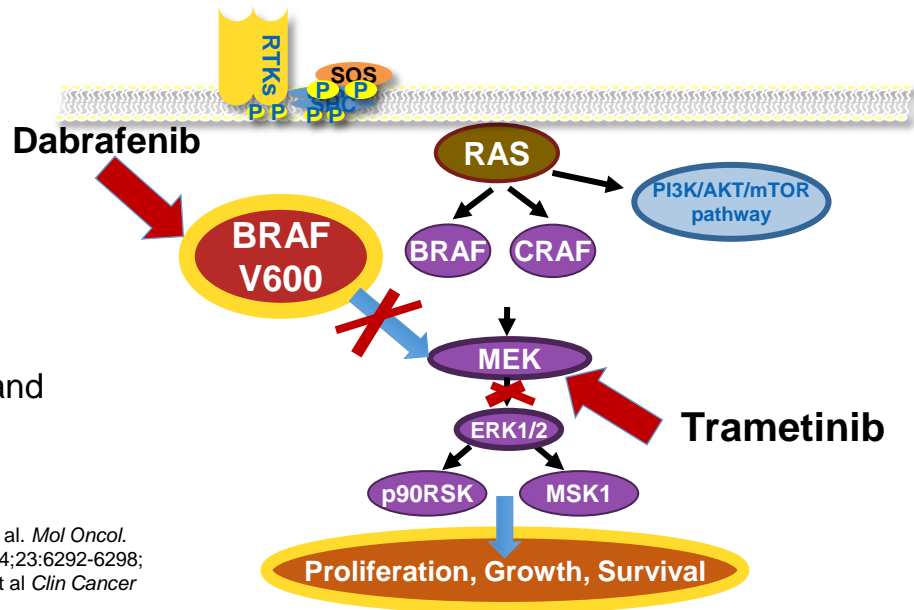 RTKs
SOS
P P
SHC
P P P P
Dabrafenib
RAS
PI3K/AKT/mTOR
pathway
BRAF
V600
BRAF CRAF
MEK
and
Trametinib
ERK1/2
p90RSK MSK1
al. Mol Oncol.
4;23:6292-6298;
t al Clin Cancer
Proliferation, Growth, Survival